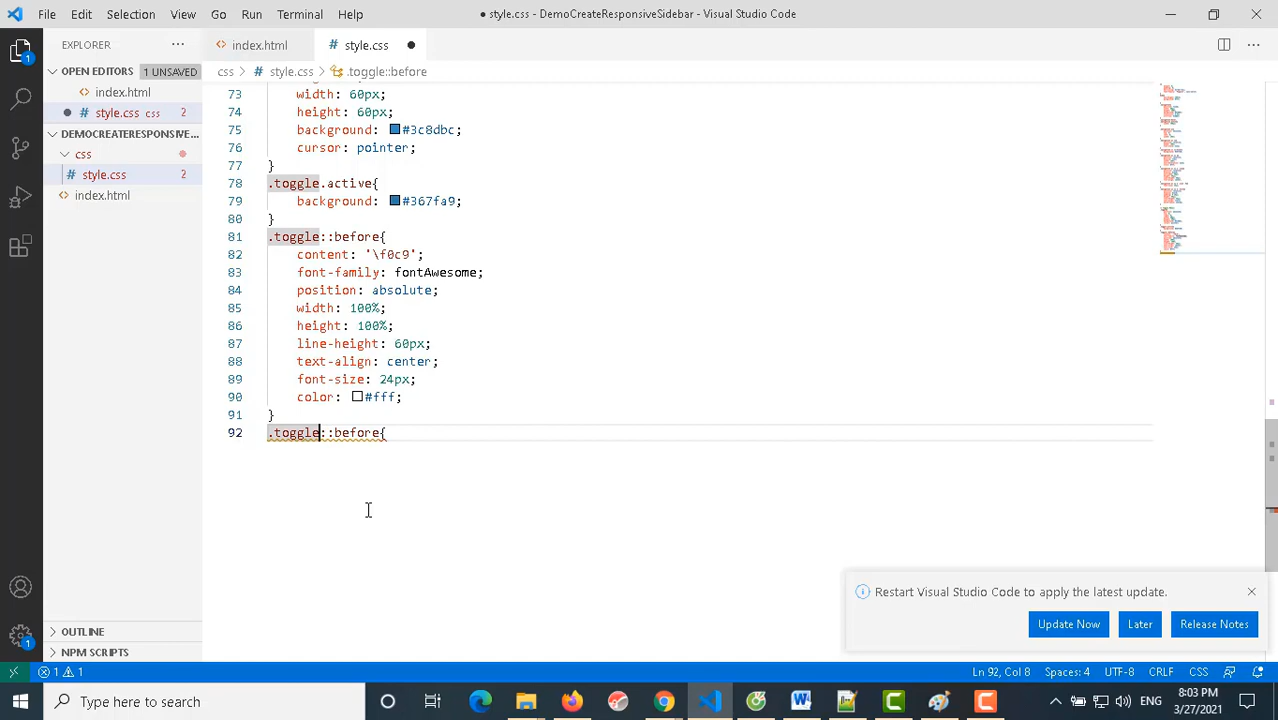 File Edit Selection View Go Run Terminal Help
● style.css - DemoCreateResponsiveSidebar - Visual Studio Code
EXPLORER ···
index.html
style.css
OPEN EDITORS 1 UNSAVED
css > style.css > .toggle::before
index.html
style.css css 2
DEMOCREATERESPONSIVE...
css
style.css 2
index.html
73 width: 60px;
74 height: 60px;
75 background: #3c8dbc;
76 cursor: pointer;
77 }
78 .toggle.active{
79 background: #367fa9;
80 }
81 .toggle::before{
82 content: '\f0c9';
83 font-family: fontAwesome;
84 position: absolute;
85 width: 100%;
86 height: 100%;
87 line-height: 60px;
88 text-align: center;
89 font-size: 24px;
90 color: #fff;
91 }
92 .toggle::before{
Restart Visual Studio Code to apply the latest update.
Update Now Later Release Notes
OUTLINE
NPM SCRIPTS
1 1
1
1
Ln 92, Col 8 Spaces: 4 UTF-8 CRLF CSS
Type here to search
ENG
8:03 PM
3/27/2021